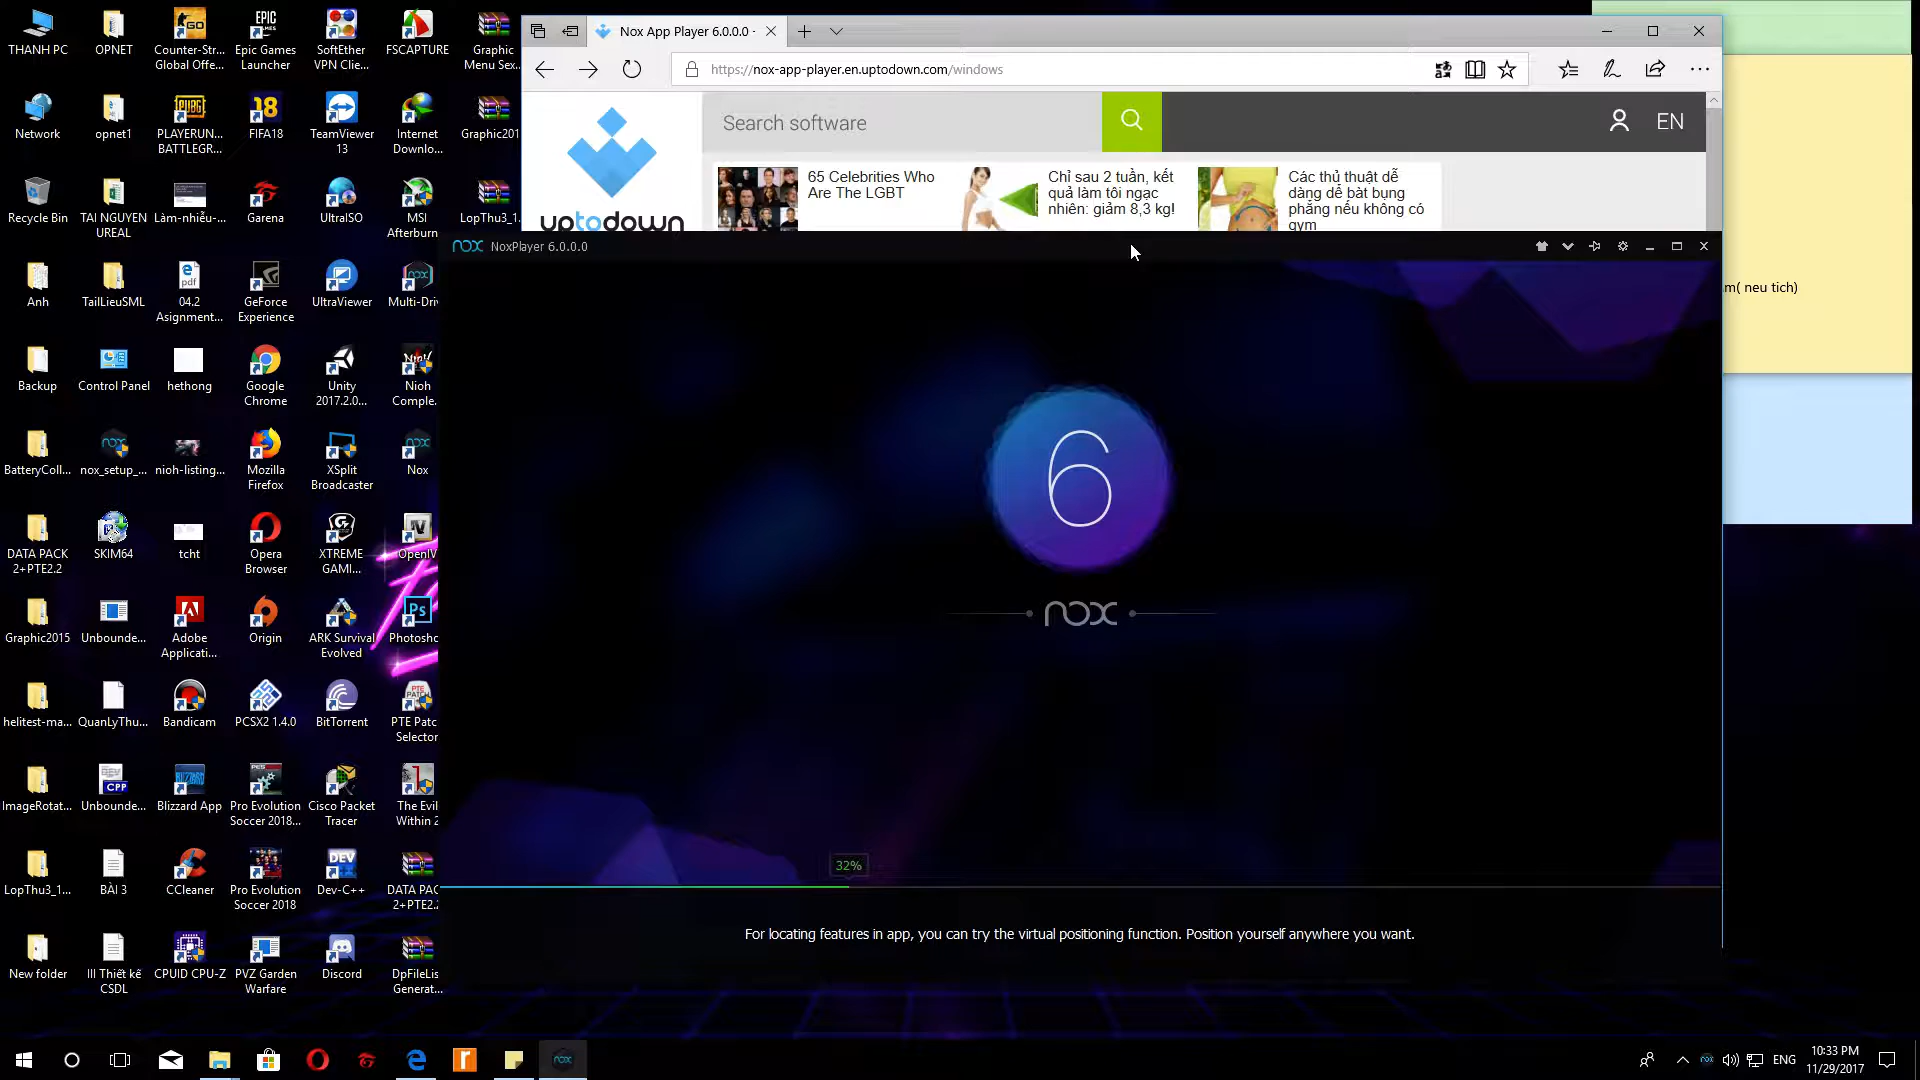 THANH PC
OPNET
Counter-Str...
Global Offe...
Epic Games
Launcher
SoftEther
VPN Clie...
FSCAPTURE
Graphic
Menu Sex...
Network
opnet1
PLAYERUN...
BATTLEGR...
FIFA18
TeamViewer
13
Internet
Downlo...
Graphic201
Recycle Bin
TAI NGUYEN
UREAL
Làm-nhiễu-...
Garena
UltraISO
MSI
Afterburn
LopThu3_1.
Anh
TailLieuSML
04.2
Asignment...
GeForce
Experience
UltraViewer
Multi-Driv
Backup
Control Panel
hethong
Google
Chrome
Unity
2017.2.0...
Nioh
Comple.
BatteryColl...
nox_setup_...
nioh-listing...
Mozilla
Firefox
XSplit
Broadcaster
Nox
DATA PACK
2+PTE2.2
SKIM64
tcht
Opera
Browser
XTREME
GAMI...
OpenIV
Graphic2015
Unbounde...
Adobe
Applicati...
Origin
ARK Survival
Evolved
Photosho
helitest-ma...
QuanLyThu...
Bandicam
PCSX2 1.4.0
BitTorrent
PTE Patc
Selector
ImageRotat...
Unbounde...
Blizzard App
Pro Evolution
Soccer 2018...
Cisco Packet
Tracer
The Evil
Within 2
LopThu3_1...
BÀI 3
CCleaner
Pro Evolution
Soccer 2018
Dev-C++
DATA PAC
2+PTE2.2
New folder
III Thiết kế
CSDL
CPUID CPU-Z
PVZ Garden
Warfare
Discord
DpFileLis
Generat...
Nox App Player 6.0.0.0 -
https://nox-app-player.en.uptodown.com/windows
uptodown
Search software
EN
65 Celebrities Who
Are The LGBT
Chỉ sau 2 tuần, kết
quả làm tôi ngạc
nhiên: giảm 8,3 kg!
Các thủ thuật dễ
dàng để bụng
phẳng nếu không có
gym
m( neu tich)
nox NoxPlayer 6.0.0.0
6
nox
32%
For locating features in app, you can try the virtual positioning function. Position yourself anywhere you want.
ENG
10:33 PM
11/29/2017